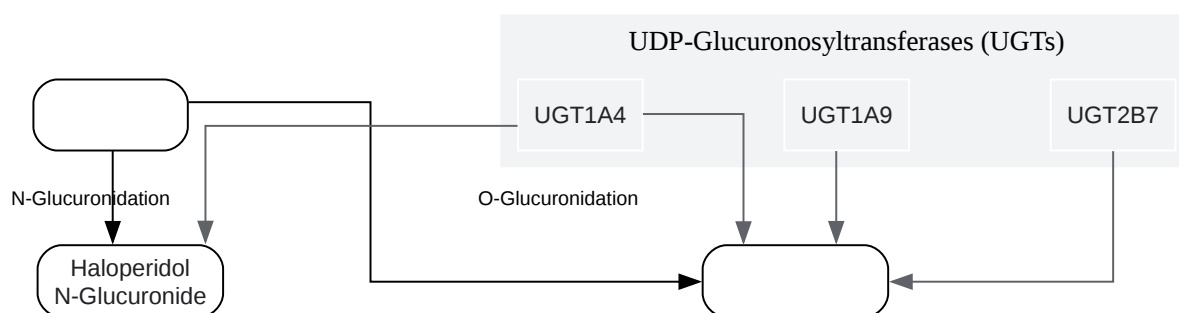 UDP-Glucuronosyltransferases (UGTs)
UGT1A4
UGT1A9
UGT2B7
N-Glucuronidation
O-Glucuronidation
Haloperidol
N-Glucuronide